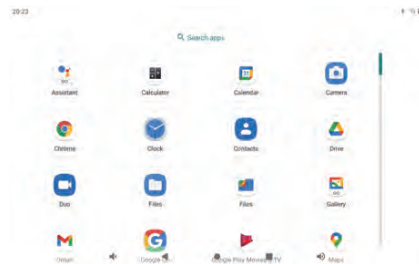 20:23
Search apps
Assistant Calculator Calendar Camera
Chrome Clock Contacts Drive
Duo Files Files Gallery
Gmail Google Google Play Movies TV Maps